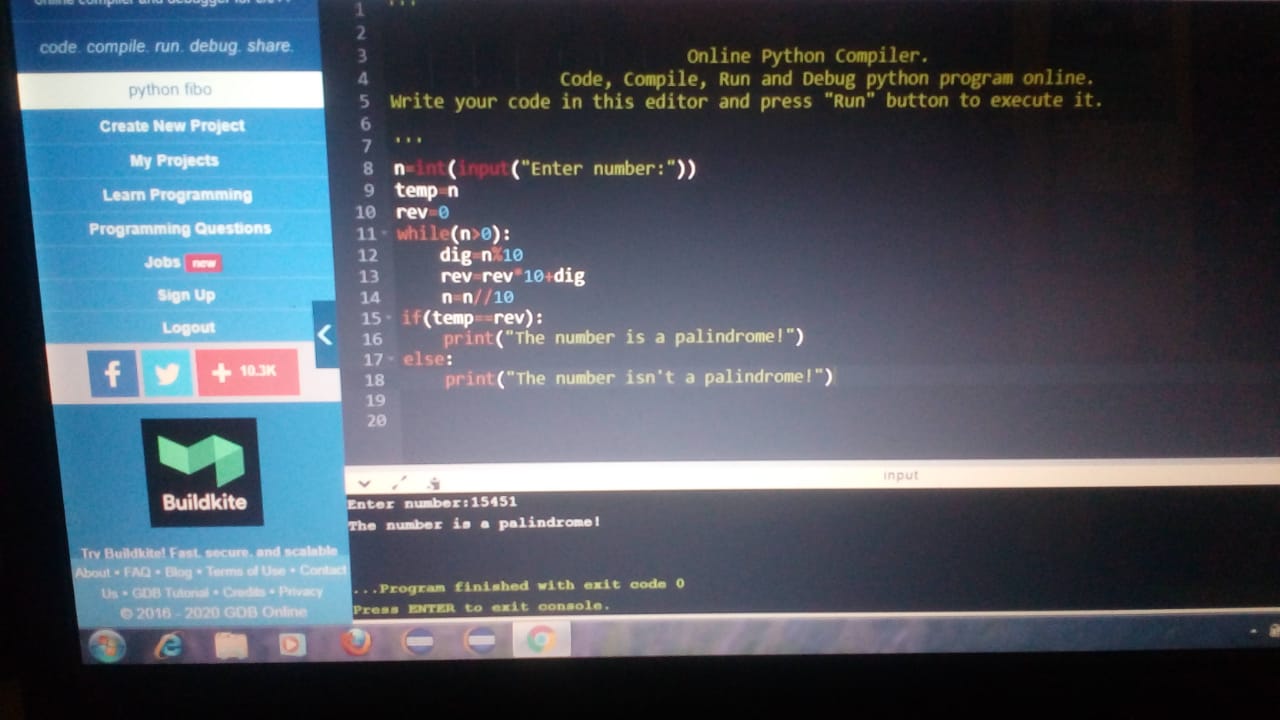 online compiler and debugger for c/c++
code. compile. run. debug. share.
python fibo
Create New Project
My Projects
Learn Programming
Programming Questions
Jobs new
Sign Up
Logout
f
+ 10.3K
Buildkite
Try Buildkite! Fast, secure, and scalable
About • FAQ • Blog • Terms of Use • Contact
Us • GDB Tutorial • Credits • Privacy
© 2016 - 2020 GDB Online
<
1 '''
2
3 Online Python Compiler.
4 Code, Compile, Run and Debug python program online.
5 Write your code in this editor and press "Run" button to execute it.
6
7 '''
8 n=int(input("Enter number:"))
9 temp=n
10 rev=0
11 while(n>0):
12 dig=n%10
13 rev=rev*10+dig
14 n=n//10
15 if(temp==rev):
16 print("The number is a palindrome!")
17 else:
18 print("The number isn't a palindrome!")
19
20
input
Enter number:15451
The number is a palindrome!
...Program finished with exit code 0
Press ENTER to exit console.